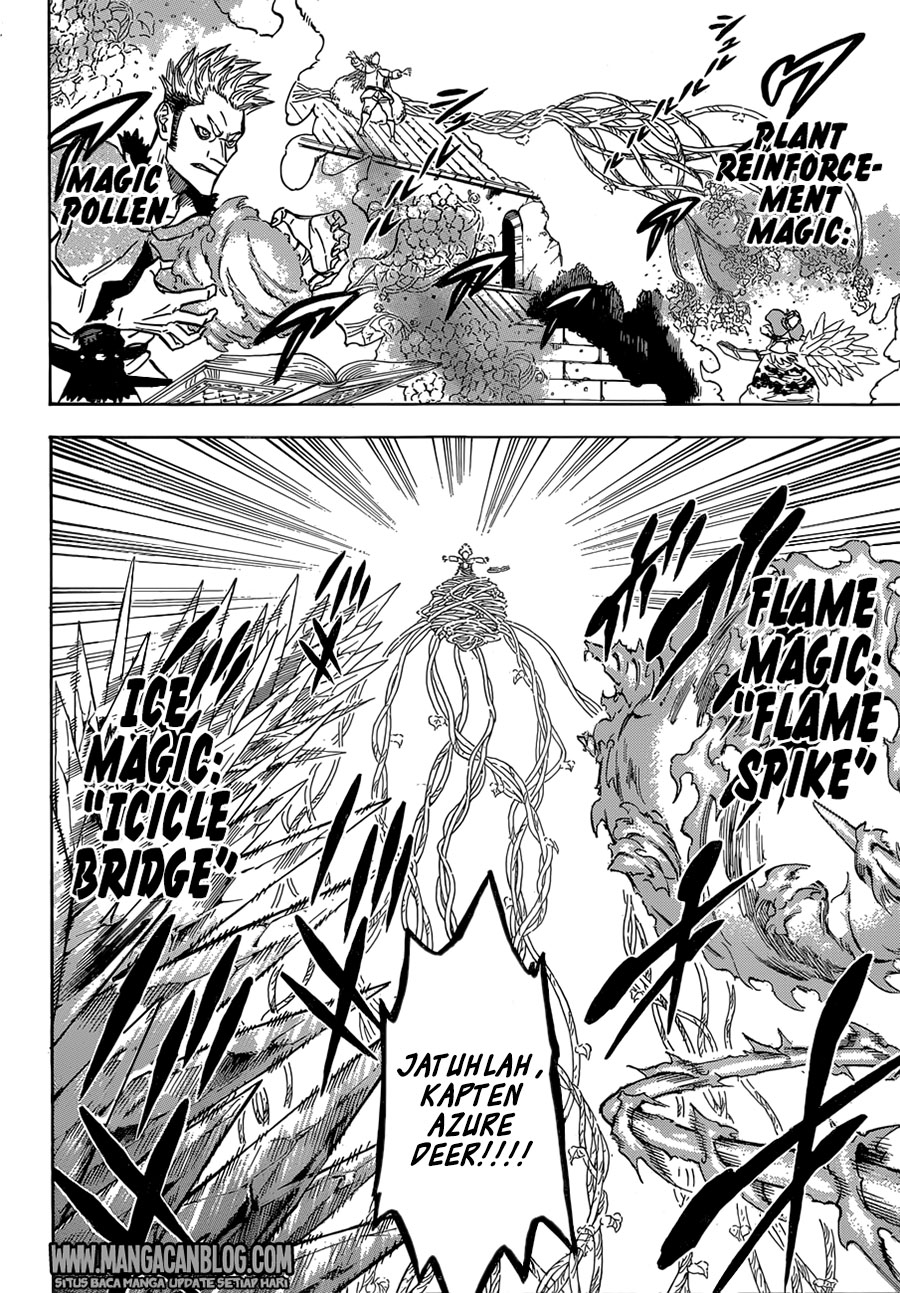 PLANT
REINFORCE-
MENT
MAGIC:
MAGIC
POLLEN
FLAME
MAGIC:
"FLAME
SPIKE"
ICE
MAGIC:
"ICICLE
BRIDGE"
JATUHLAH,
KAPTEN
AZURE
DEER!!!!
WWW.MANGACANBLOG.COM
SITUS BACA MANGA UPDATE SETIAP HARI